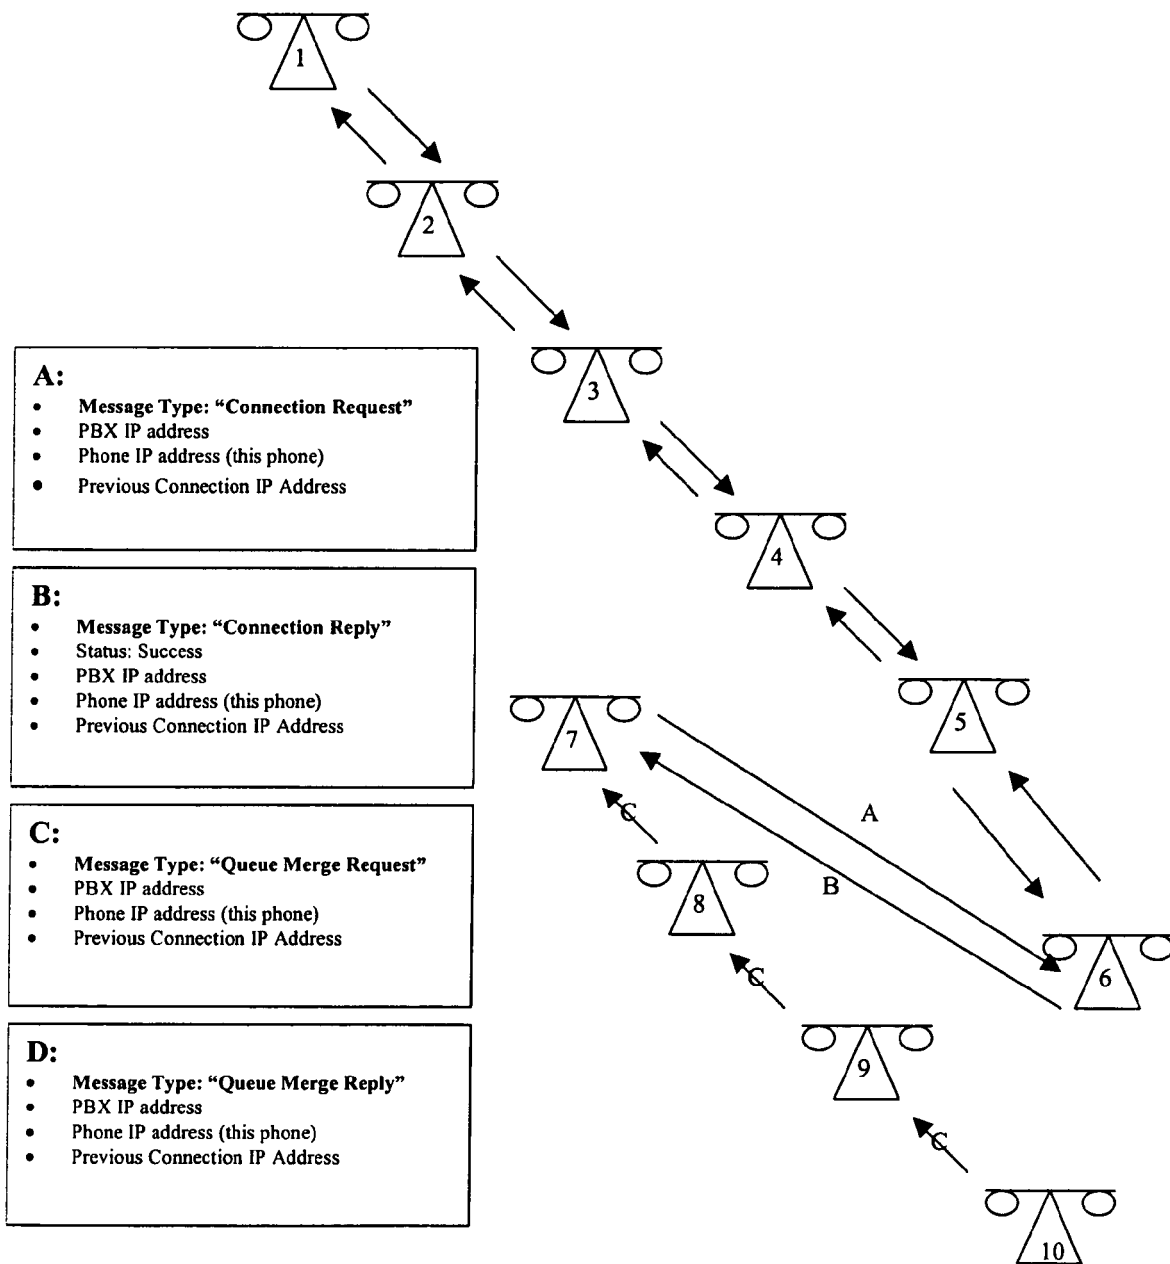 1
2
3
4
5
6
7
8
9
10
A
B
C
C
C
A:
• Message Type: “Connection Request”
• PBX IP address
• Phone IP address (this phone)
• Previous Connection IP Address
B:
• Message Type: “Connection Reply”
• Status: Success
• PBX IP address
• Phone IP address (this phone)
• Previous Connection IP Address
C:
• Message Type: “Queue Merge Request”
• PBX IP address
• Phone IP address (this phone)
• Previous Connection IP Address
D:
• Message Type: “Queue Merge Reply”
• PBX IP address
• Phone IP address (this phone)
• Previous Connection IP Address